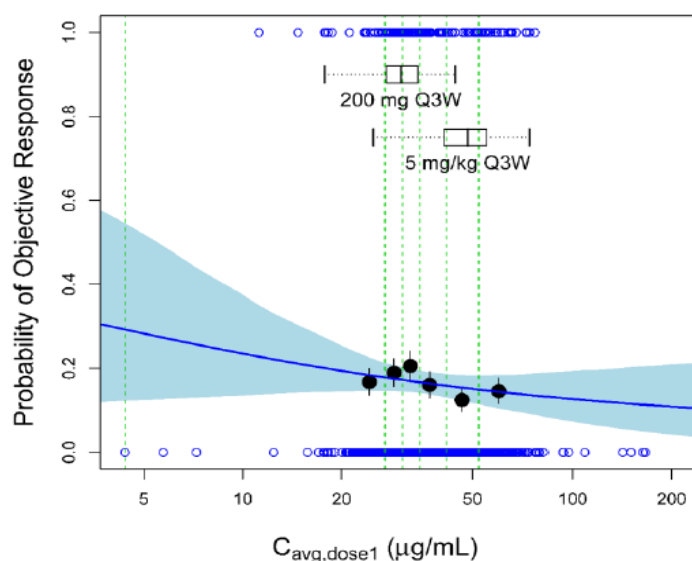 1.0
0.8
0.6
0.4
0.2
0.0
Probability of Objective Response
200 mg Q3W
5 mg/kg Q3W
5 10 20 50 100 200
Cavg,dose1 (μg/mL)